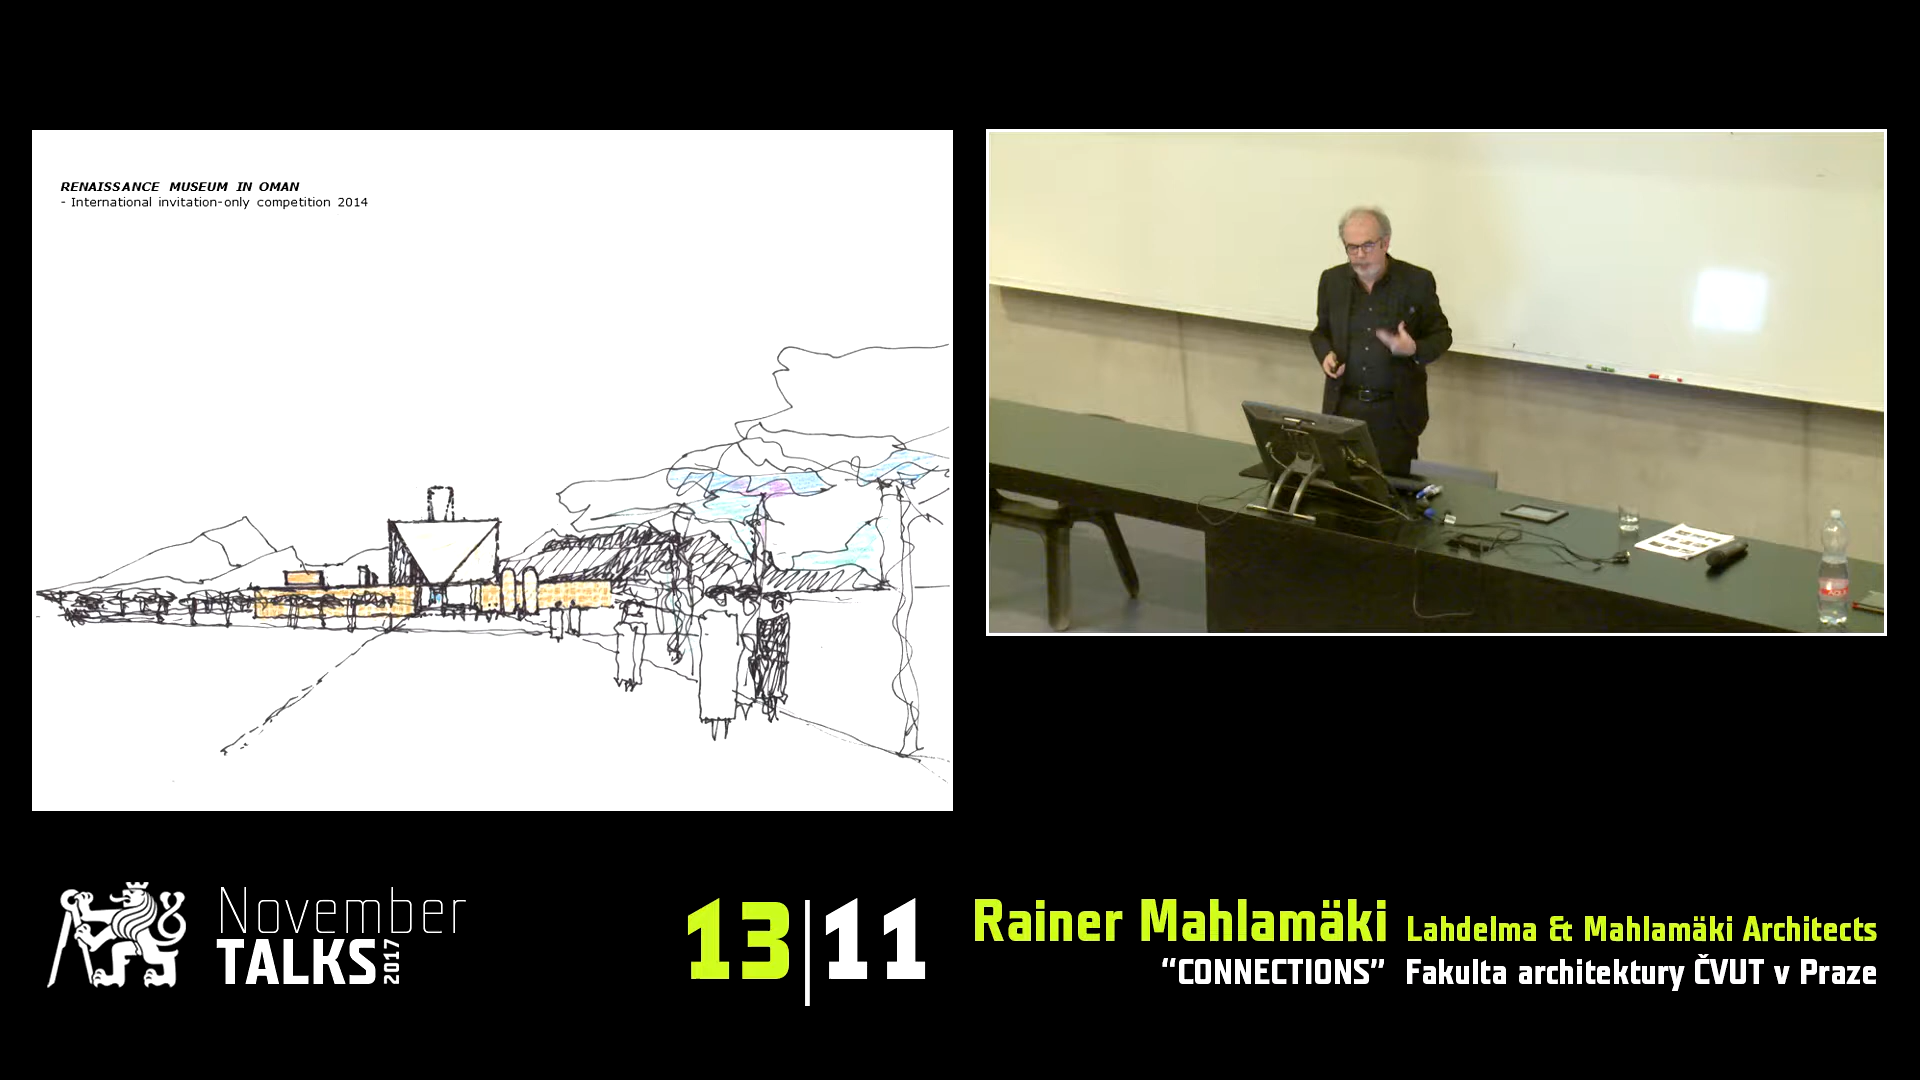 RENAISSANCE MUSEUM IN OMAN
- International invitation-only competition 2014
November
TALKS 2017
13|11
Rainer Mahlamäki Lahdelma & Mahlamäki Architects
“CONNECTIONS” Fakulta architektury ČVUT v Praze